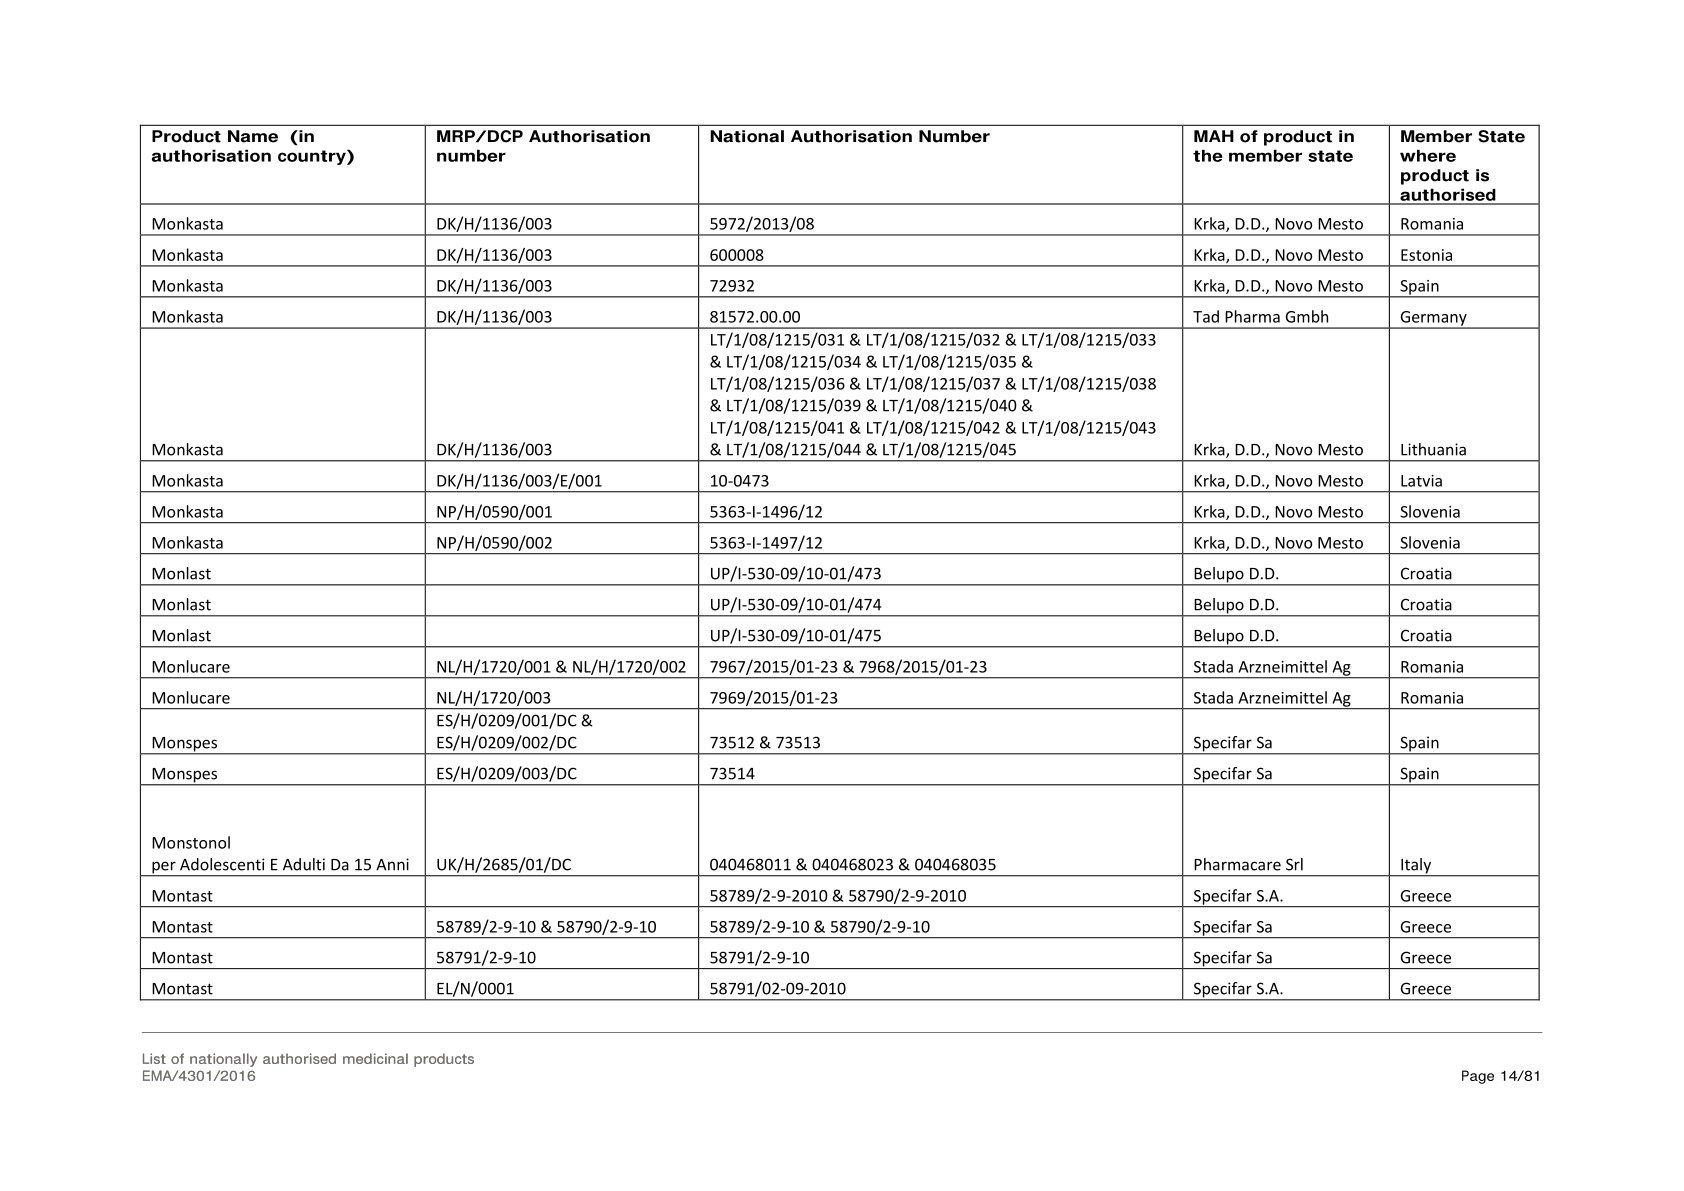 Product Name  (in authorisation country) MRP/DCP Authorisation number National Authorisation Number MAH of product in the member state Member State where product is authorised
Monkasta DK/H/1136/003 5972/2013/08 Krka, D.D., Novo Mesto Romania
Monkasta DK/H/1136/003 600008 Krka, D.D., Novo Mesto Estonia
Monkasta DK/H/1136/003 72932 Krka, D.D., Novo Mesto Spain
Monkasta DK/H/1136/003 81572.00.00 Tad Pharma Gmbh Germany
LT/1/08/1215/031 & LT/1/08/1215/032 & LT/1/08/1215/033
& LT/1/08/1215/034 & LT/1/08/1215/035 &
LT/1/08/1215/036 & LT/1/08/1215/037 & LT/1/08/1215/038
& LT/1/08/1215/039 & LT/1/08/1215/040 &
LT/1/08/1215/041 & LT/1/08/1215/042 & LT/1/08/1215/043
Monkasta DK/H/1136/003 & LT/1/08/1215/044 & LT/1/08/1215/045 Krka, D.D., Novo Mesto Lithuania
Monkasta DK/H/1136/003/E/001 10-0473 Krka, D.D., Novo Mesto Latvia
Monkasta NP/H/0590/001 5363-I-1496/12 Krka, D.D., Novo Mesto Slovenia
Monkasta NP/H/0590/002 5363-I-1497/12 Krka, D.D., Novo Mesto Slovenia
Monlast UP/I-530-09/10-01/473 Belupo D.D. Croatia
Monlast UP/I-530-09/10-01/474 Belupo D.D. Croatia
Monlast UP/I-530-09/10-01/475 Belupo D.D. Croatia
Monlucare NL/H/1720/001 & NL/H/1720/002 7967/2015/01-23 & 7968/2015/01-23 Stada Arzneimittel Ag Romania
Monlucare NL/H/1720/003 7969/2015/01-23 Stada Arzneimittel Ag Romania
ES/H/0209/001/DC &
Monspes ES/H/0209/002/DC 73512 & 73513 Specifar Sa Spain
Monspes ES/H/0209/003/DC 73514 Specifar Sa Spain
Monstonol
per Adolescenti E Adulti Da 15 Anni UK/H/2685/01/DC 040468011 & 040468023 & 040468035 Pharmacare Srl Italy
Montast 58789/2-9-2010 & 58790/2-9-2010 Specifar S.A. Greece
Montast 58789/2-9-10 & 58790/2-9-10 58789/2-9-10 & 58790/2-9-10 Specifar Sa Greece
Montast 58791/2-9-10 58791/2-9-10 Specifar Sa Greece
Montast EL/N/0001 58791/02-09-2010 Specifar S.A. Greece
List of nationally authorised medicinal products
EMA/4301/2016 Page 14/81